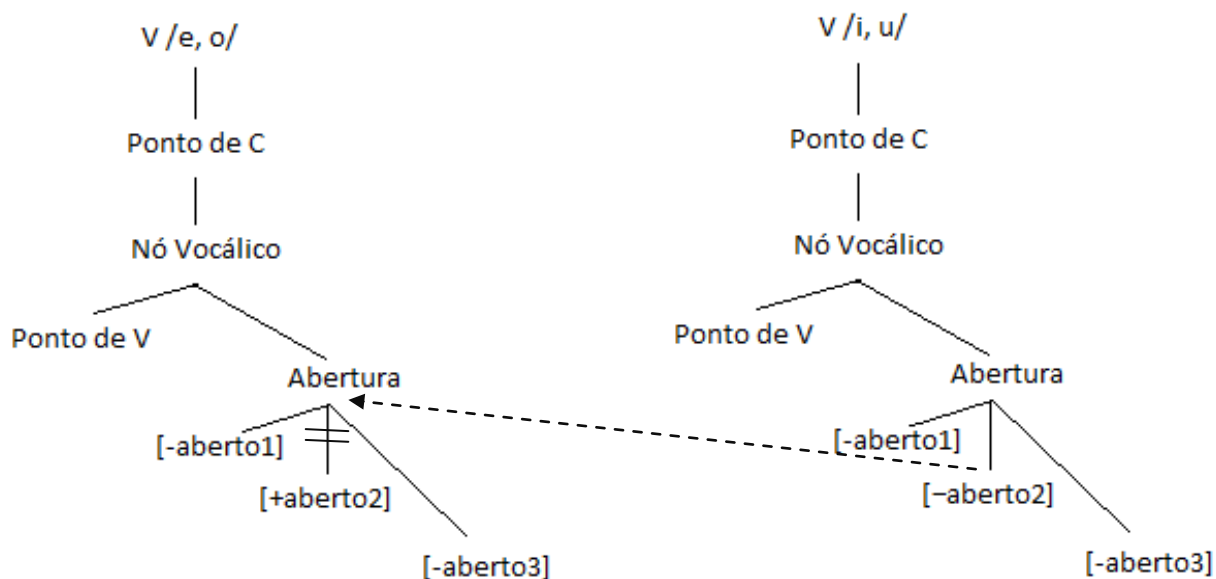 V /e, o/
Ponto de C
Nó Vocálico
Ponto de V
Abertura
[-aberto1]
[+aberto2]
[-aberto3]
V /i, u/
Ponto de C
Nó Vocálico
Ponto de V
Abertura
[-aberto1]
[−aberto2]
[-aberto3]